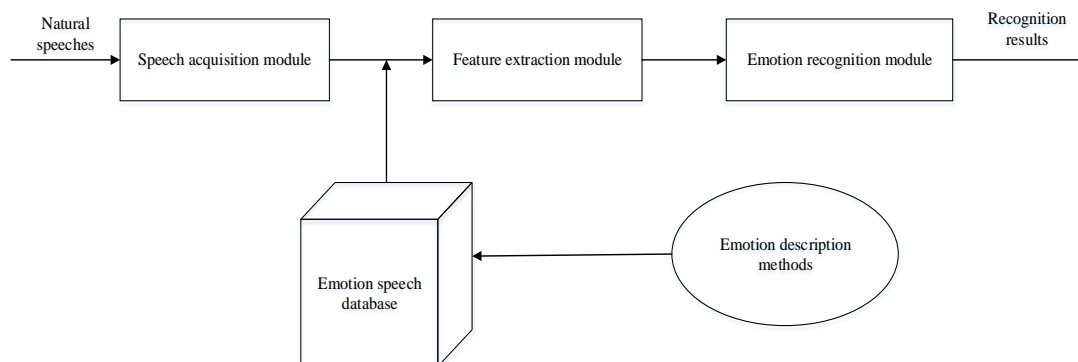 Natural
speeches
Speech acquisition module
Feature extraction module
Emotion recognition module
Recognition
results
Emotion speech
database
Emotion description
methods